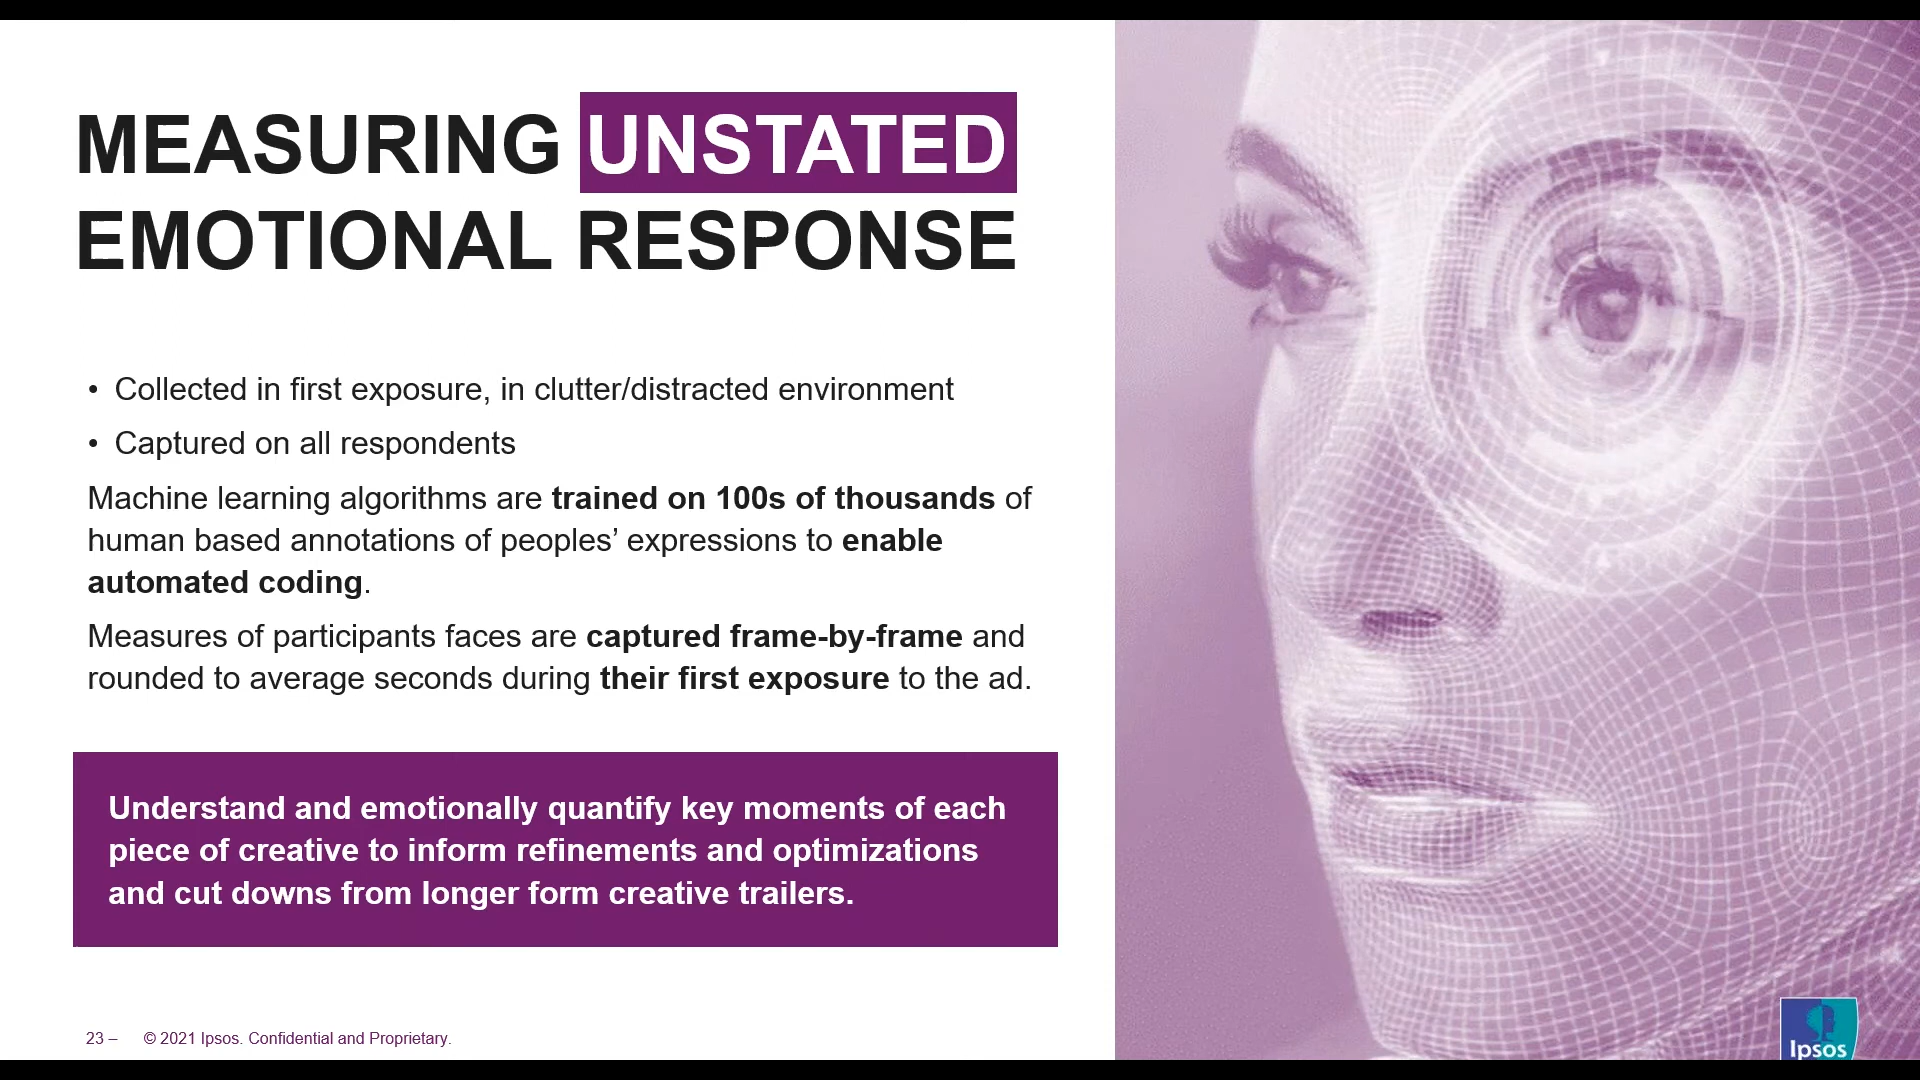 MEASURING UNSTATED
EMOTIONAL RESPONSE
• Collected in first exposure, in clutter/distracted environment
• Captured on all respondents
Machine learning algorithms are trained on 100s of thousands of
human based annotations of peoples’ expressions to enable
automated coding.
Measures of participants faces are captured frame-by-frame and
rounded to average seconds during their first exposure to the ad.
Understand and emotionally quantify key moments of each
piece of creative to inform refinements and optimizations
and cut downs from longer form creative trailers.
23 – © 2021 Ipsos. Confidential and Proprietary.
Ipsos